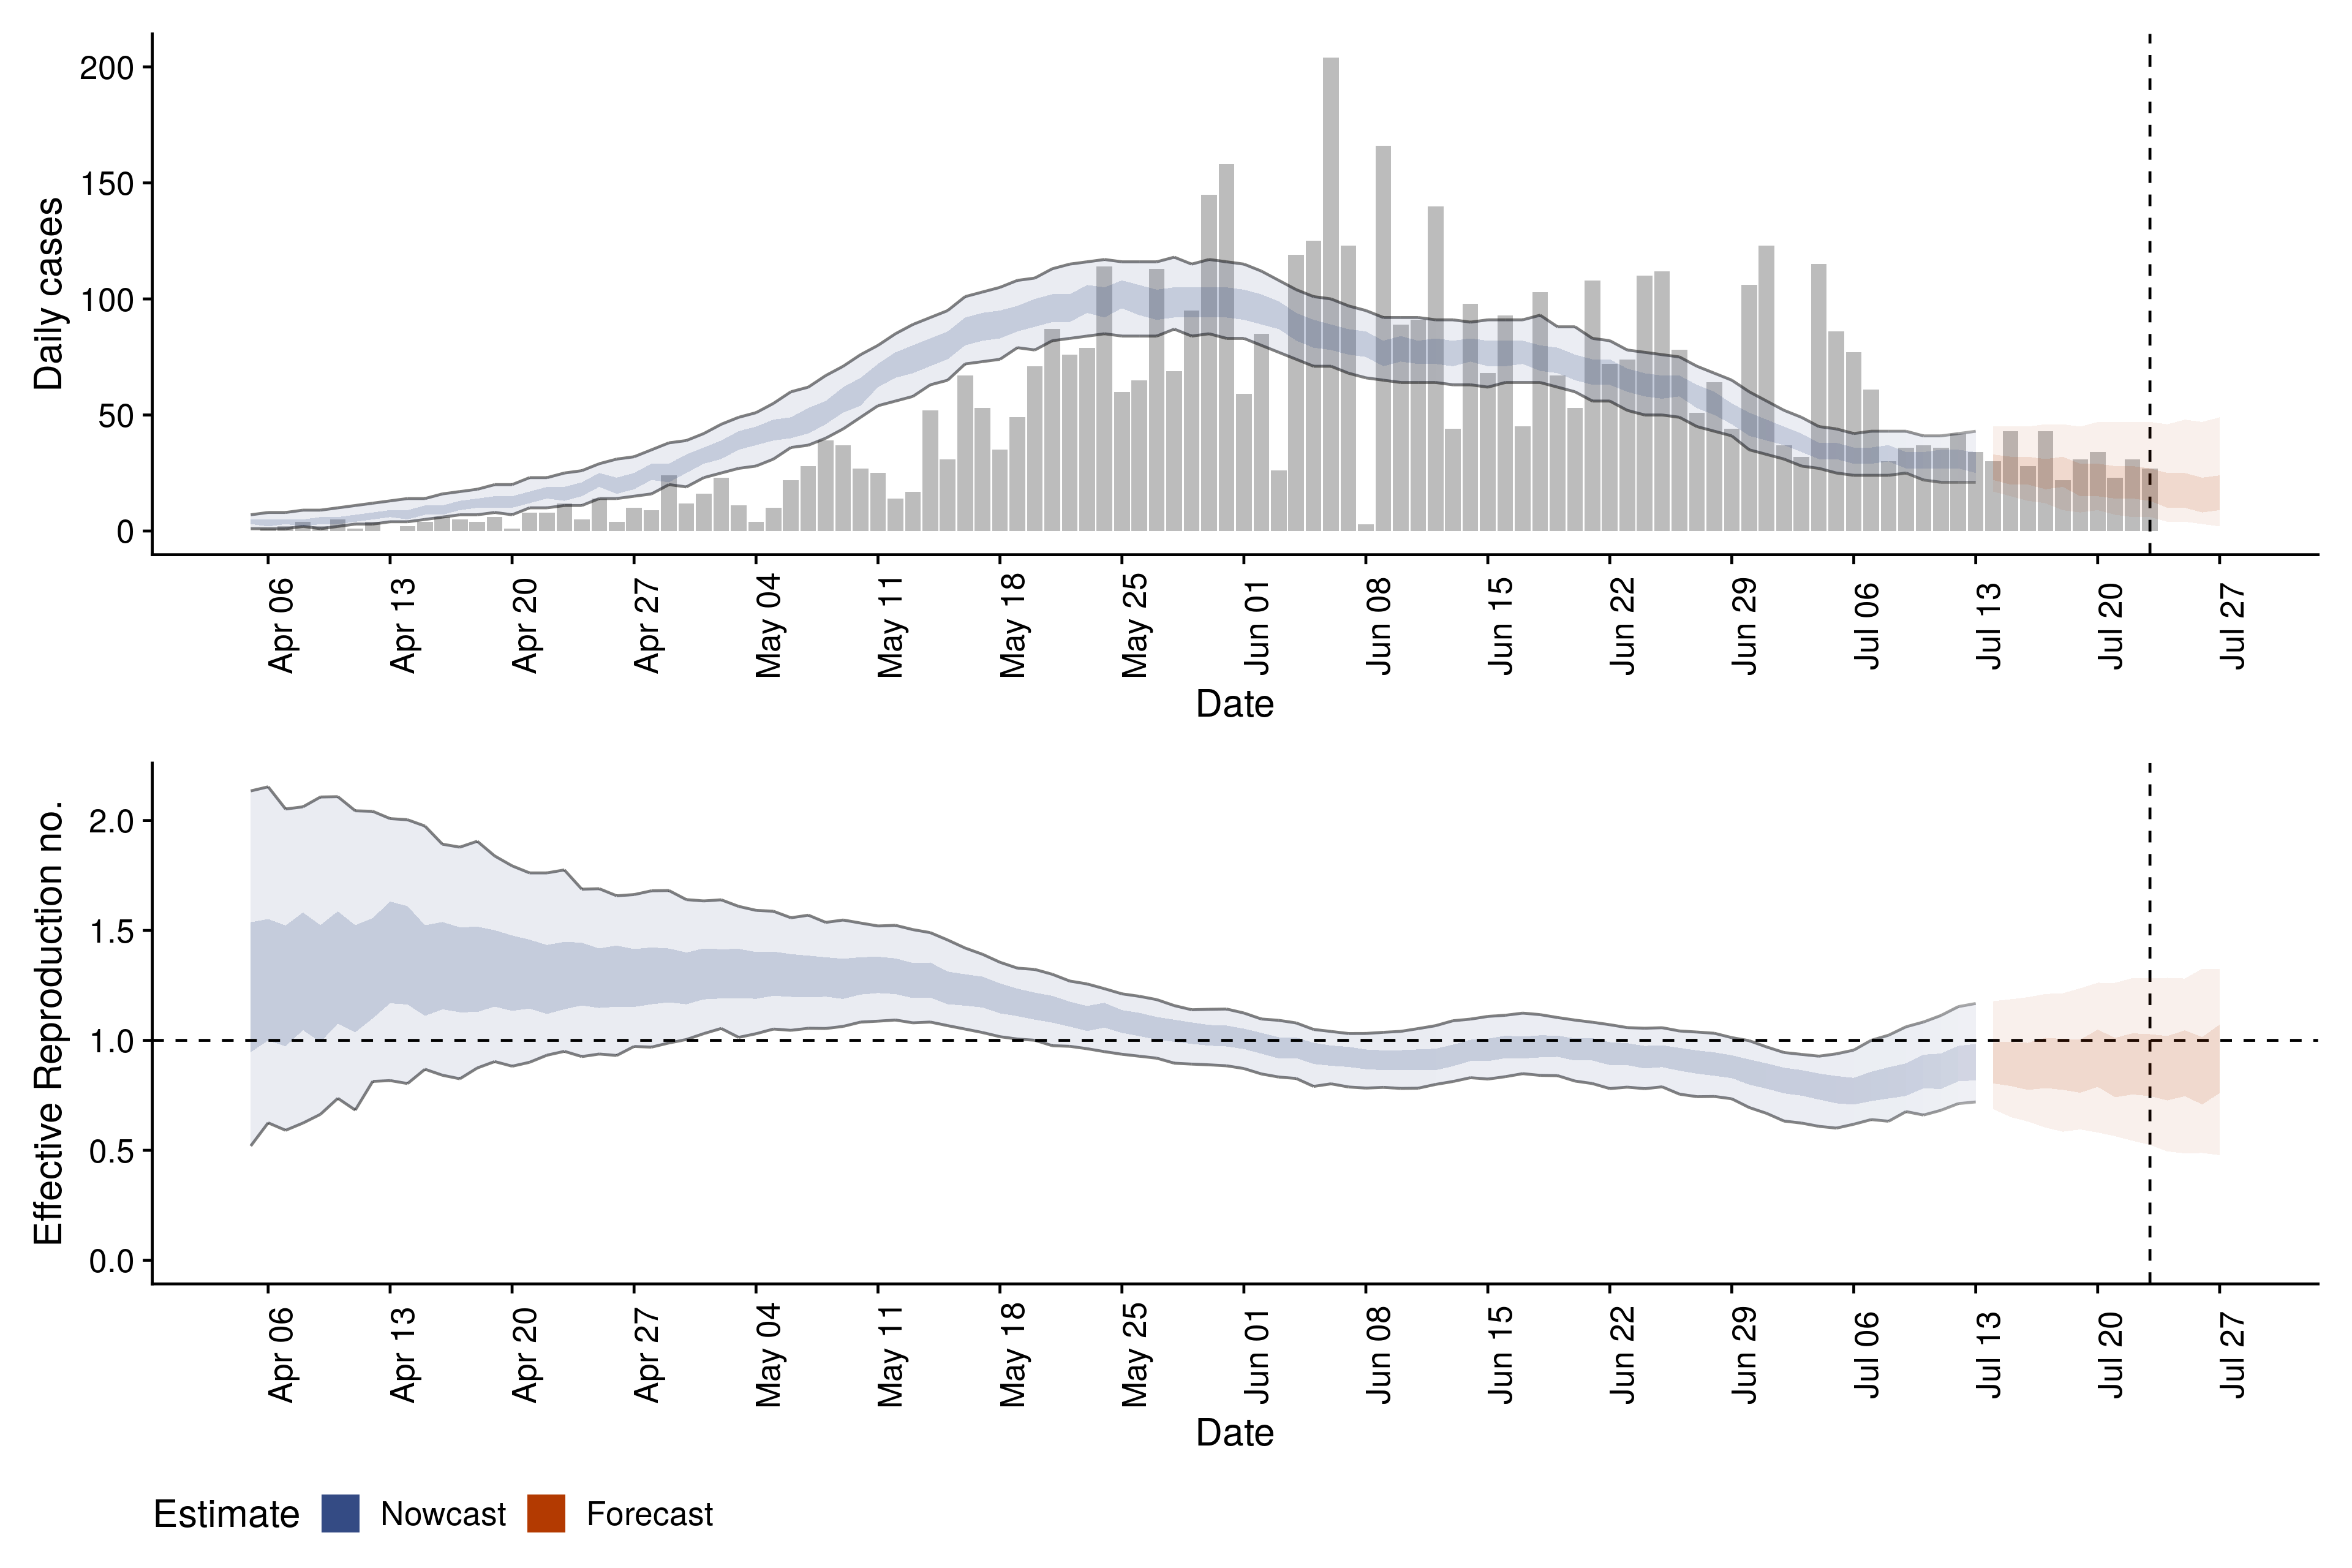 Daily cases
200
150
100
50
0
Apr 06
Apr 13
Apr 20
Apr 27
May 04
May 11
May 18
May 25
Jun 01
Jun 08
Jun 15
Jun 22
Jun 29
Jul 06
Jul 13
Jul 20
Jul 27
Date
Effective Reproduction no.
2.0
1.5
1.0
0.5
0.0
Apr 06
Apr 13
Apr 20
Apr 27
May 04
May 11
May 18
May 25
Jun 01
Jun 08
Jun 15
Jun 22
Jun 29
Jul 06
Jul 13
Jul 20
Jul 27
Date
Estimate Nowcast Forecast